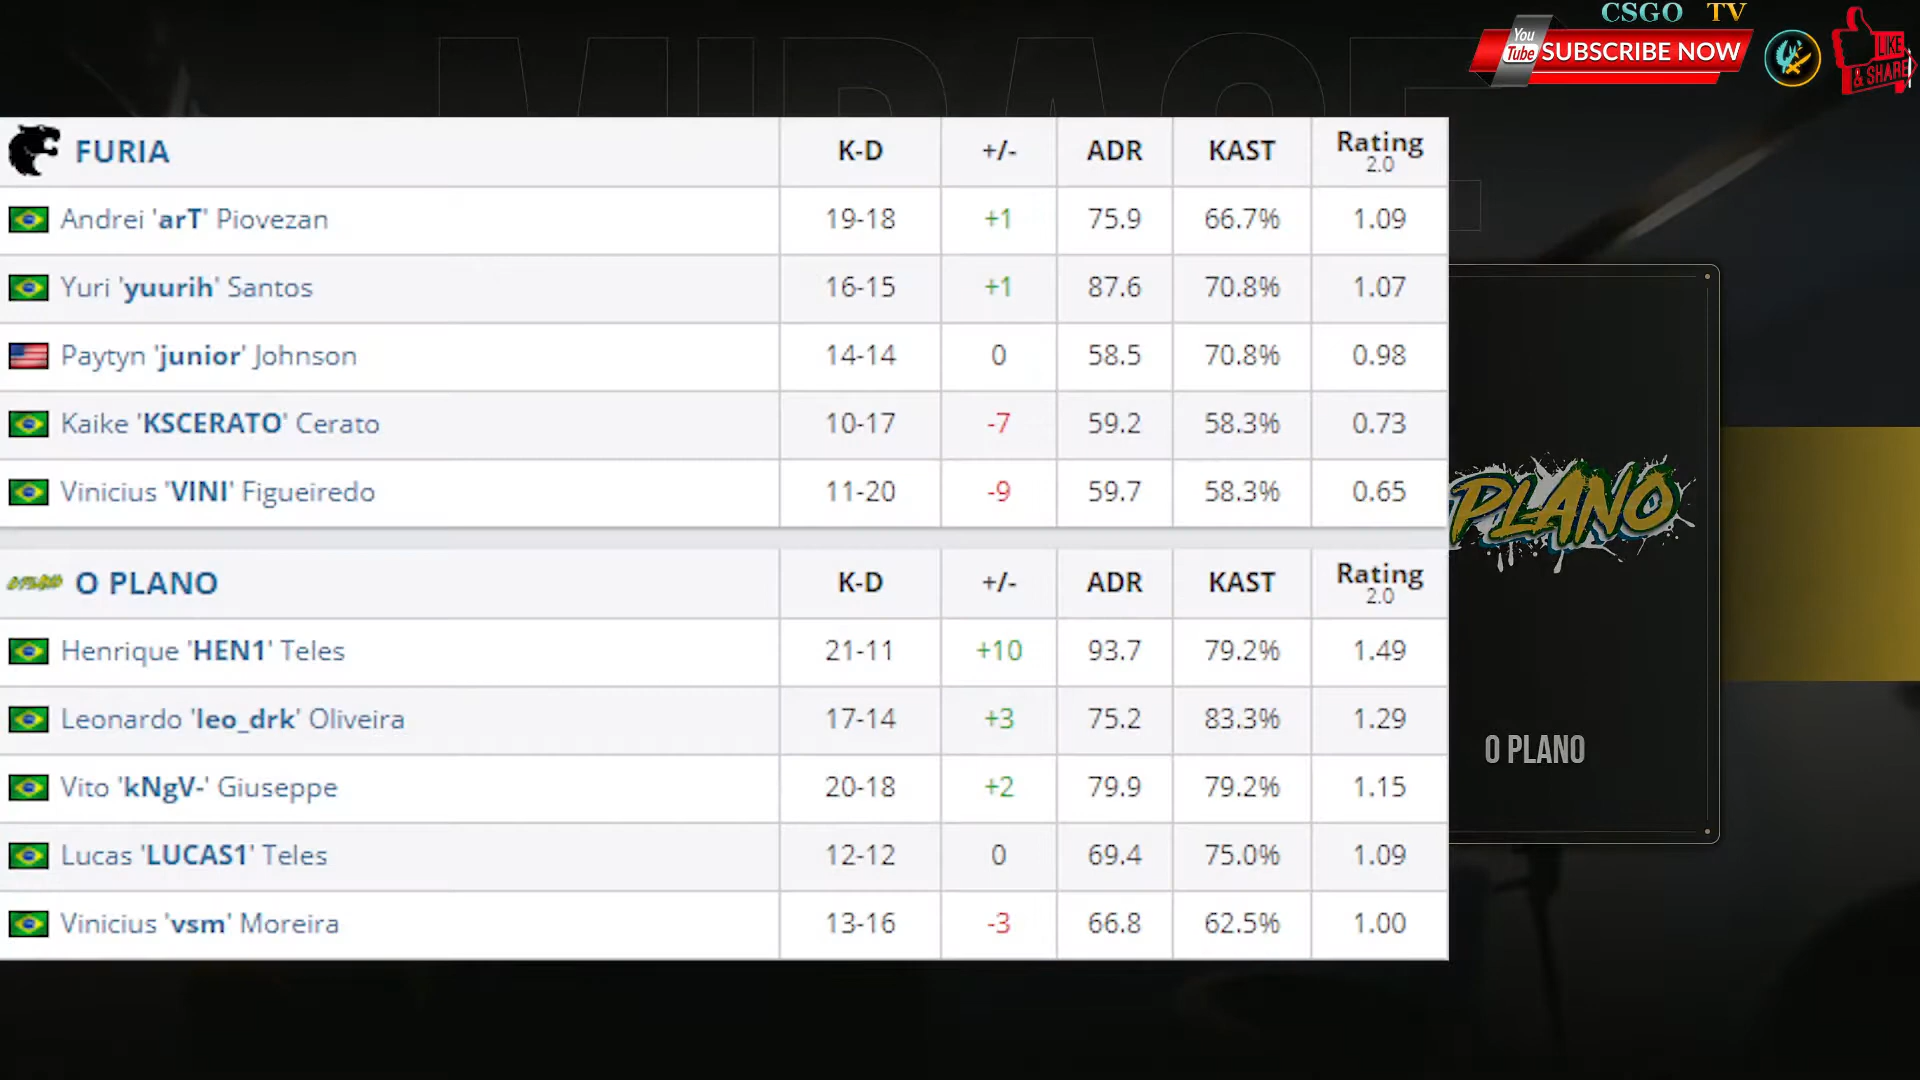 CSGO TV
You
Tube
SUBSCRIBE NOW
LIKE
& SHARE
MIRAGE
FURIA K-D +/- ADR KAST Rating
2.0
Andrei 'arT' Piovezan 19-18 +1 75.9 66.7% 1.09
Yuri 'yuurih' Santos 16-15 +1 87.6 70.8% 1.07
Paytyn 'junior' Johnson 14-14 0 58.5 70.8% 0.98
Kaike 'KSCERATO' Cerato 10-17 -7 59.2 58.3% 0.73
Vinicius 'VINI' Figueiredo 11-20 -9 59.7 58.3% 0.65
PLANO
O PLANO K-D +/- ADR KAST Rating
2.0
Henrique 'HEN1' Teles 21-11 +10 93.7 79.2% 1.49
Leonardo 'leo_drk' Oliveira 17-14 +3 75.2 83.3% 1.29
O PLANO
Vito 'kNgV-' Giuseppe 20-18 +2 79.9 79.2% 1.15
Lucas 'LUCAS1' Teles 12-12 0 69.4 75.0% 1.09
Vinicius 'vsm' Moreira 13-16 -3 66.8 62.5% 1.00